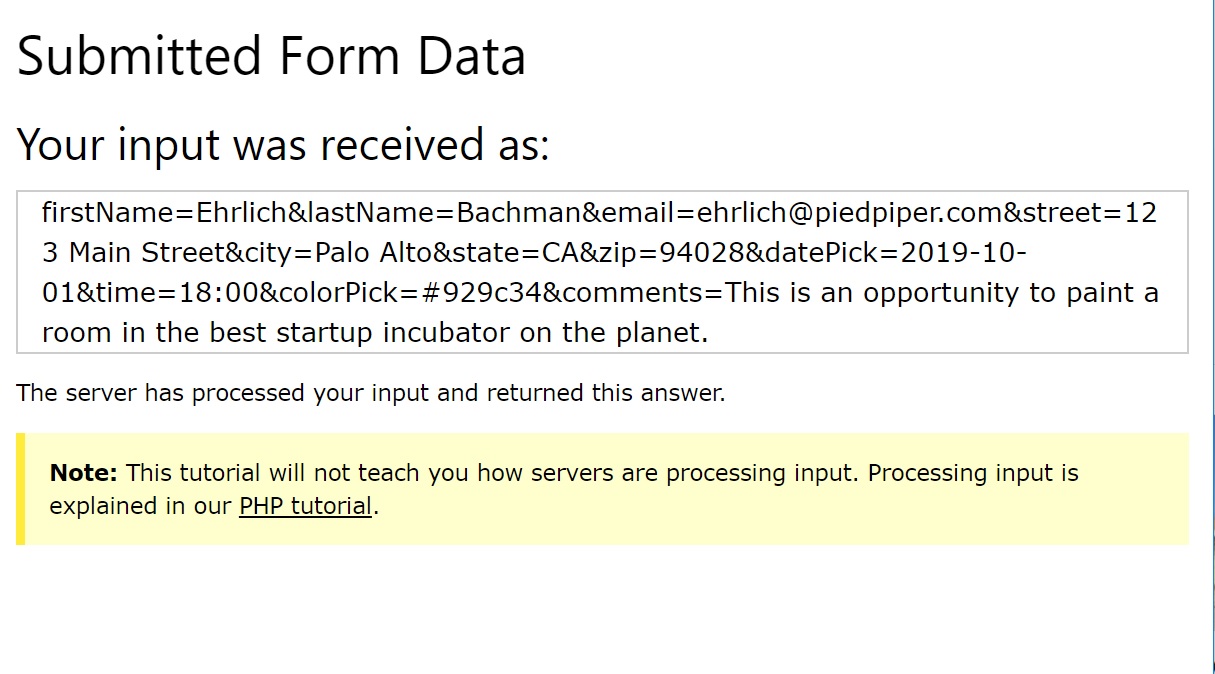 Submitted Form Data
Your input was received as:
firstName=Ehrlich&lastName=Bachman&email=ehrlich@piedpiper.com&street=12
3 Main Street&city=Palo Alto&state=CA&zip=94028&datePick=2019-10-
01&time=18:00&colorPick=#929c34&comments=This is an opportunity to paint a
room in the best startup incubator on the planet.
The server has processed your input and returned this answer.
Note: This tutorial will not teach you how servers are processing input. Processing input is
explained in our PHP tutorial.